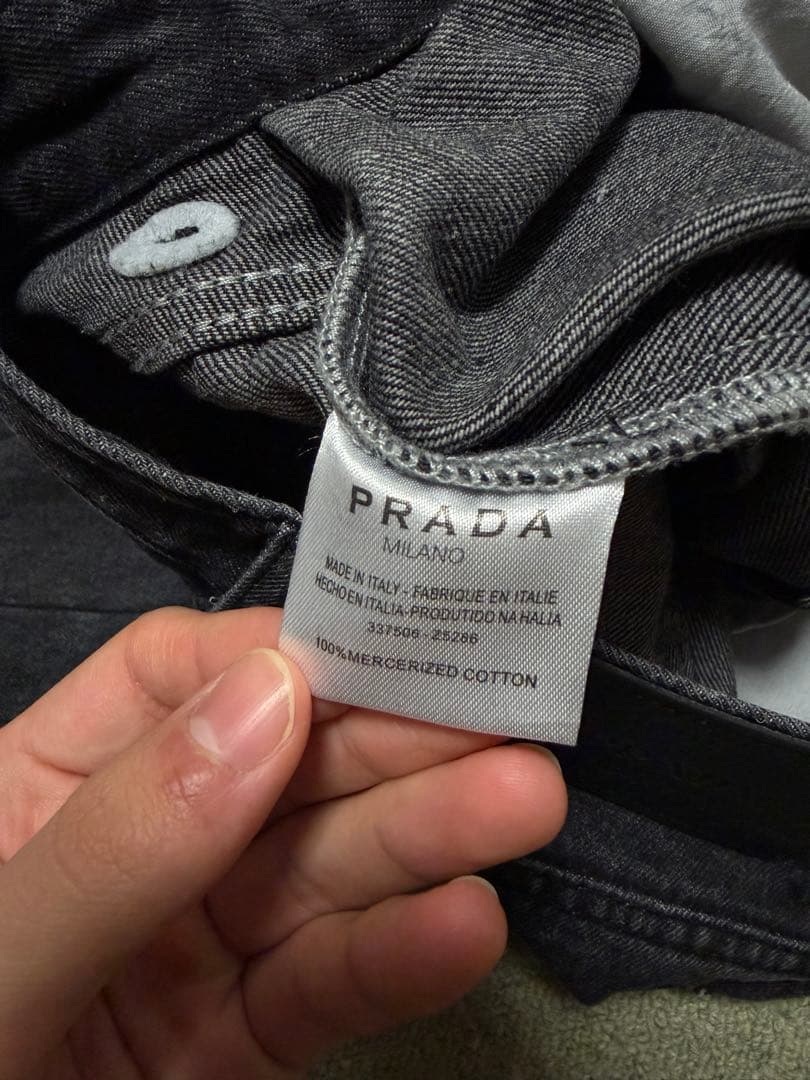 PRADA
MILANO
MADE IN ITALY - FABRIQUE EN ITALIE
HECHO EN ITALIA-PRODUTIDO NA HALIA
337506 - 25286
100%MERCERIZED COTTON